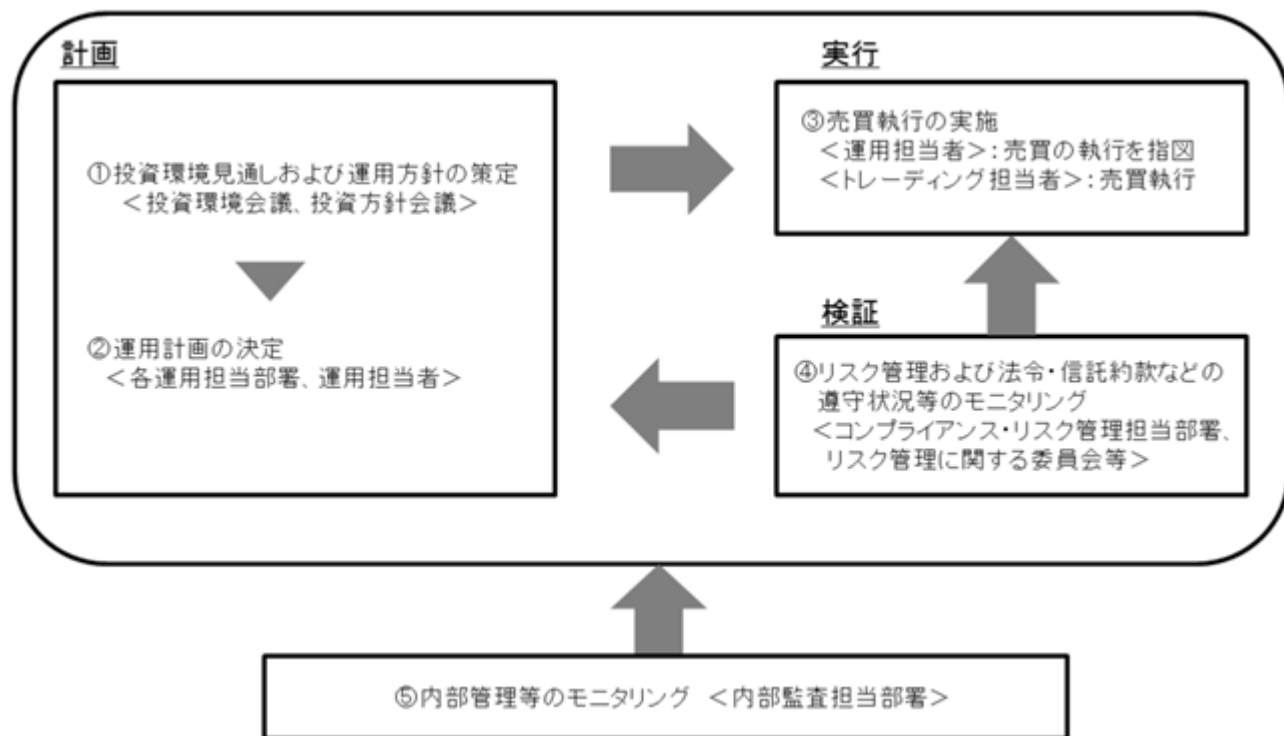 計画
①投資環境見通しおよび運用方針の策定
＜投資環境会議、投資方針会議＞
②運用計画の決定
＜各運用担当部署、運用担当者＞
実行
③売買執行の実施
＜運用担当者＞：売買の執行を指図
＜トレーディング担当者＞：売買執行
検証
④リスク管理および法令・信託約款などの
遵守状況等のモニタリング
＜コンプライアンス・リスク管理担当部署、
リスク管理に関する委員会等＞
⑤内部管理等のモニタリング ＜内部監査担当部署＞